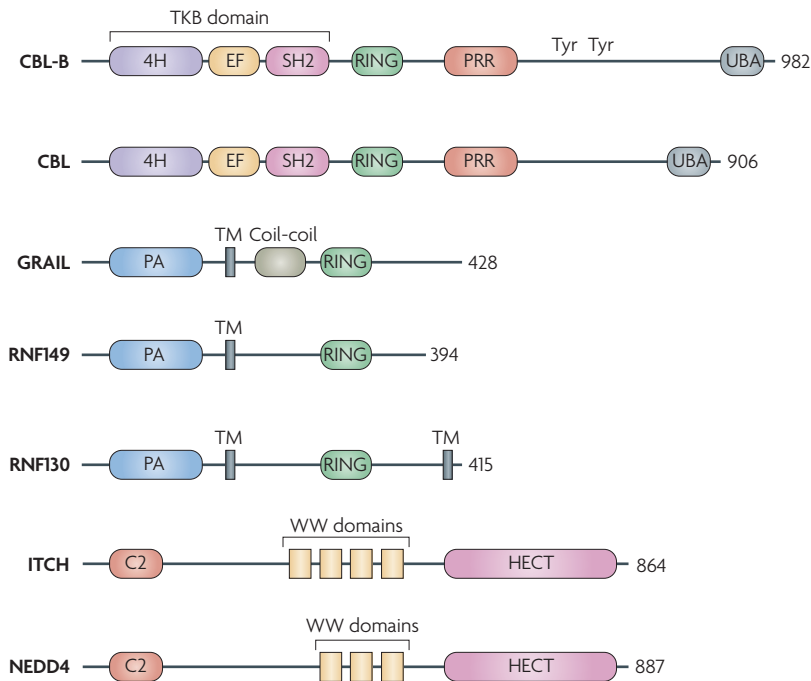 TKB domain
Tyr Tyr
CBL-B 4H EF SH2 RING PRR UBA 982
CBL 4H EF SH2 RING PRR UBA 906
TM Coil-coil
GRAIL PA RING 428
TM
RNF149 PA RING 394
TM TM
RNF130 PA RING 415
WW domains
ITCH C2 HECT 864
WW domains
NEDD4 C2 HECT 887